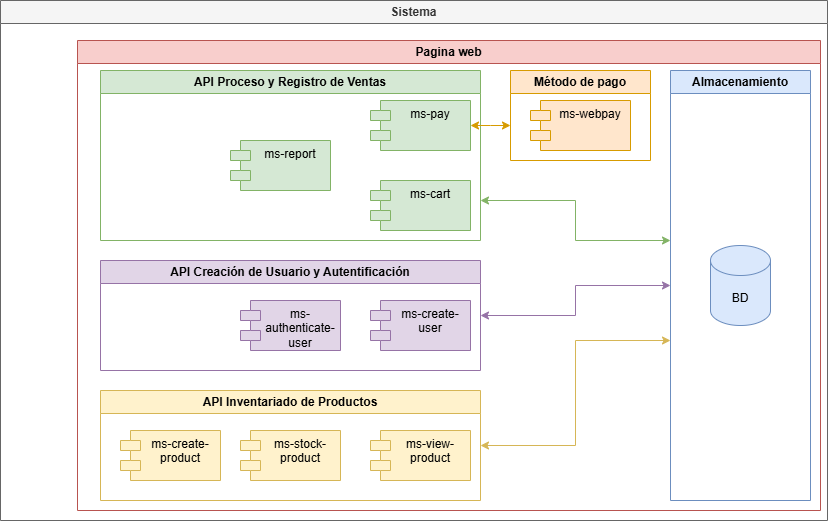 Sistema
Pagina web
API Proceso y Registro de Ventas
Método de pago
Almacenamiento
ms-pay
ms-webpay
ms-report
ms-cart
API Creación de Usuario y Autentificación
ms-
authenticate-
user
ms-create-
user
BD
API Inventariado de Productos
ms-create-
product
ms-stock-
product
ms-view-
product